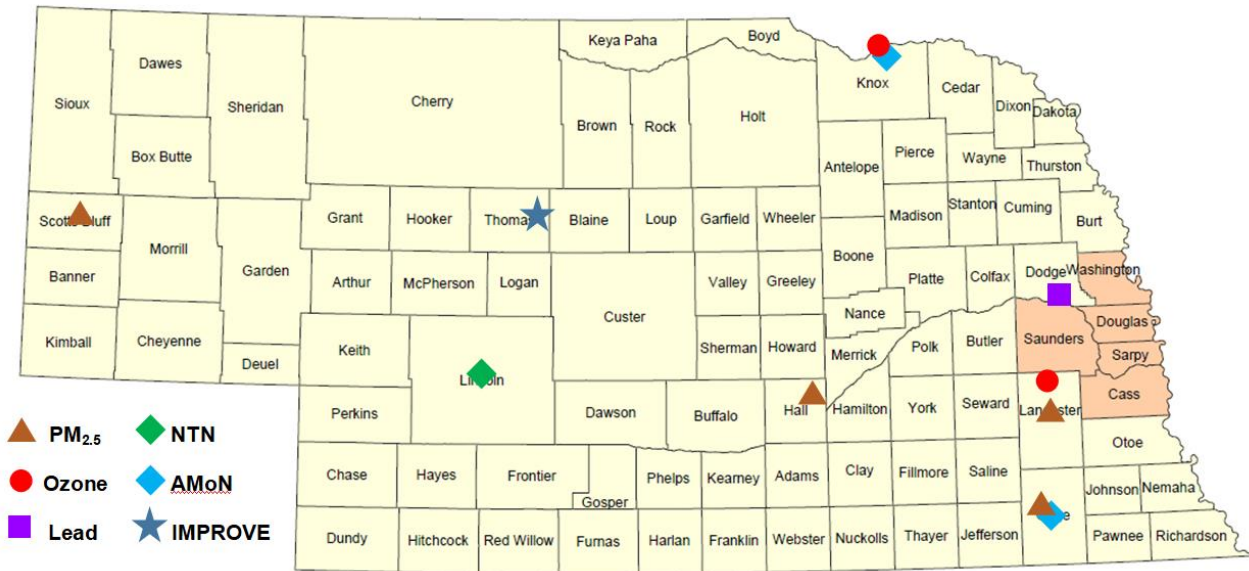 Keya Paha
Boyd
Dawes
Sioux
Sheridan
Cherry
Knox
Cedar
Dixon
Dakota
Brown
Rock
Holt
Box Butte
Antelope
Pierce
Wayne
Thurston
Scotts Bluff
Grant
Hooker
Thomas
Blaine
Loup
Garfield
Wheeler
Madison
Stanton
Cuming
Burt
Morrill
Banner
Garden
Arthur
McPherson
Logan
Custer
Valley
Greeley
Boone
Platte
Colfax
Dodge
Washington
Nance
Kimball
Cheyenne
Deuel
Keith
Lincoln
Sherman
Howard
Merrick
Polk
Butler
Saunders
Douglas
Sarpy
Cass
Perkins
Dawson
Buffalo
Hall
Hamilton
York
Seward
Lancaster
Otoe
Chase
Hayes
Frontier
Gosper
Phelps
Kearney
Adams
Clay
Fillmore
Saline
Johnson
Nemaha
Dundy
Hitchcock
Red Willow
Furnas
Harlan
Franklin
Webster
Nuckolls
Thayer
Jefferson
Pawnee
Richardson
PM2.5
NTN
Ozone
AMoN
Lead
IMPROVE